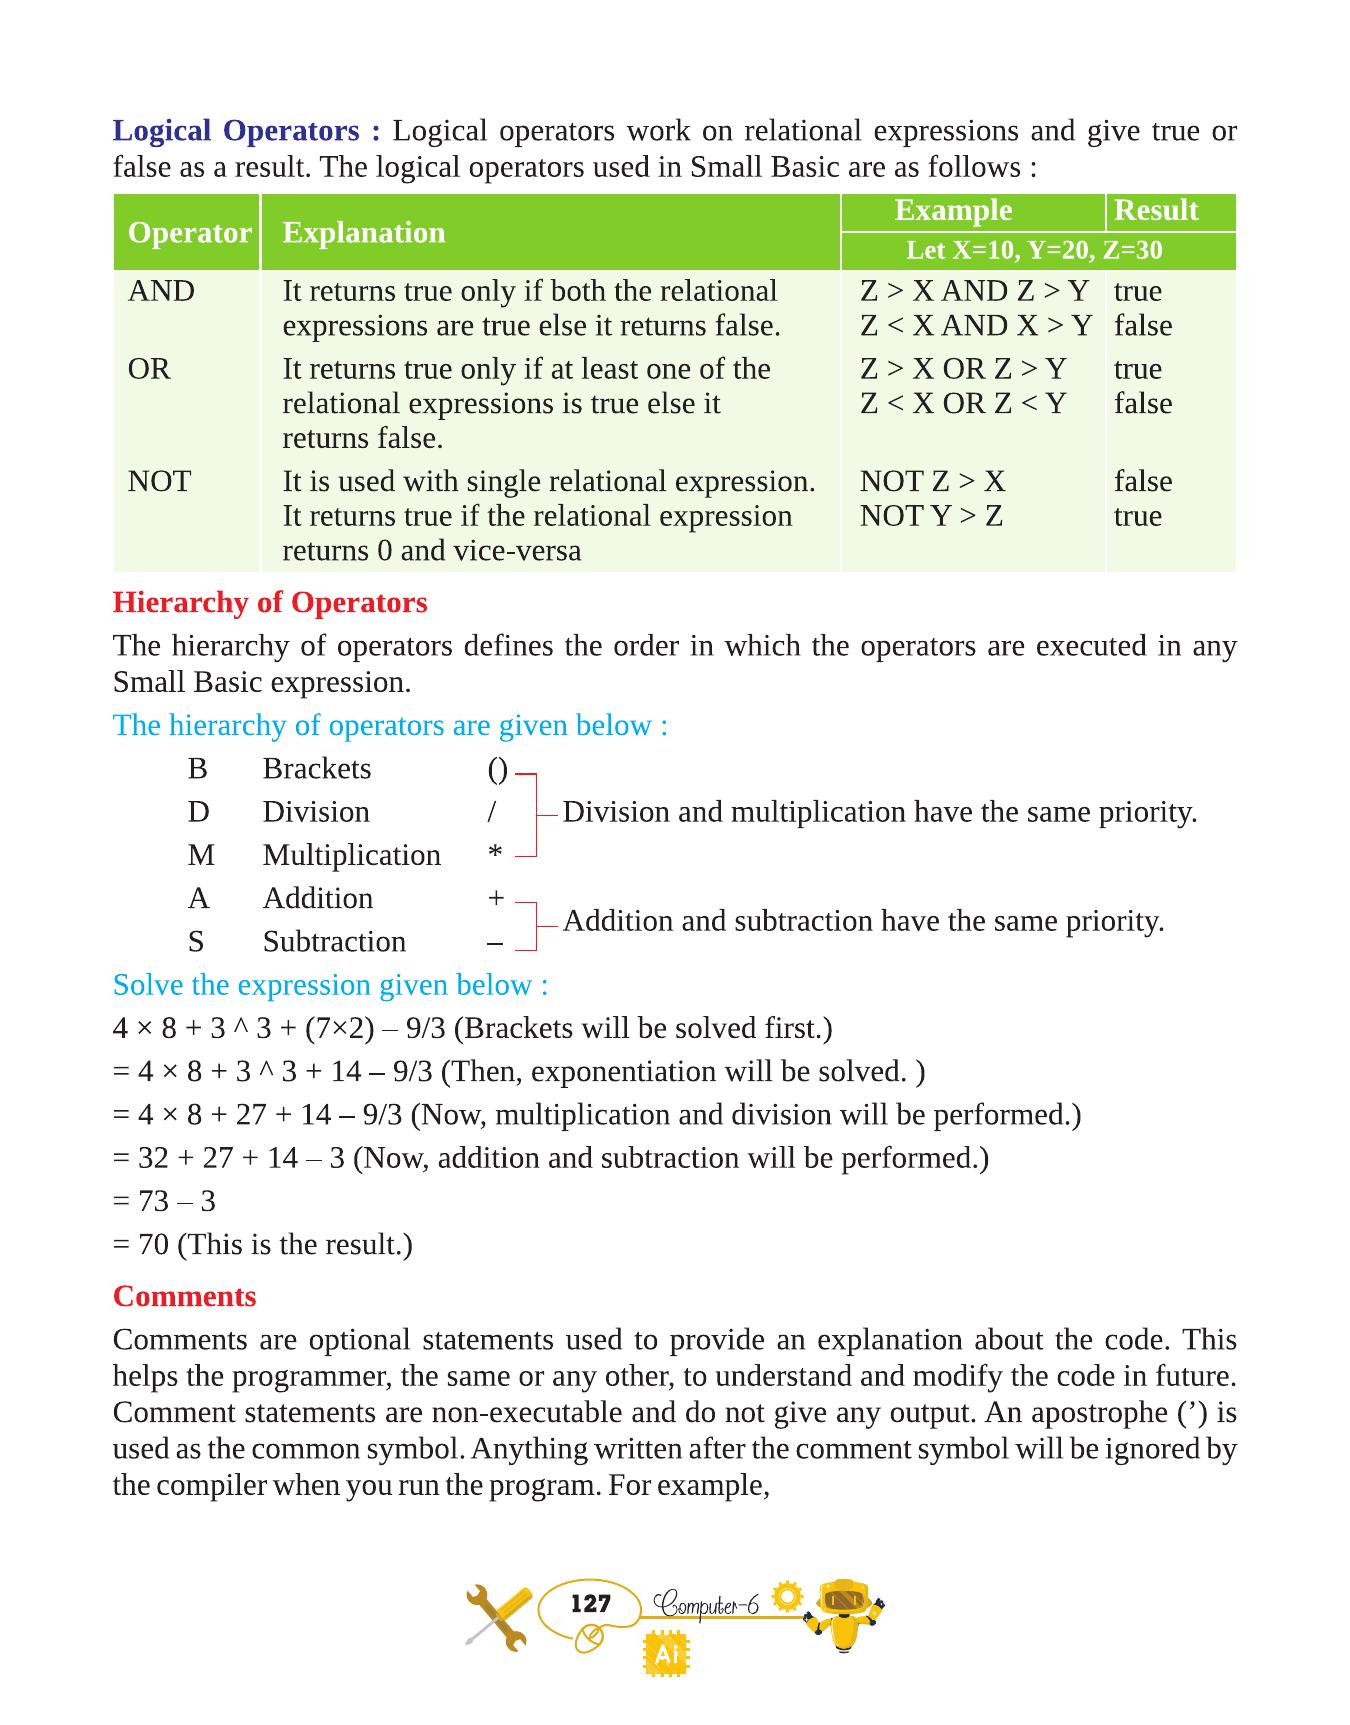 Logical Operators : Logical operators work on relational expressions and give true or
false as a result. The logical operators used in Small Basic are as follows :
Operator Explanation Example Result
Let X=10, Y=20, Z=30
AND It returns true only if both the relational Z > X AND Z > Y true
expressions are true else it returns false. Z < X AND X > Y false
OR It returns true only if at least one of the Z > X OR Z > Y true
relational expressions is true else it Z < X OR Z < Y false
returns false.
NOT It is used with single relational expression. NOT Z > X false
It returns true if the relational expression NOT Y > Z true
returns 0 and vice-versa
Hierarchy of Operators
The hierarchy of operators defines the order in which the operators are executed in any
Small Basic expression.
The hierarchy of operators are given below :
B Brackets ()
D Division / Division and multiplication have the same priority.
M Multiplication *
A Addition +
Addition and subtraction have the same priority.
S Subtraction –
Solve the expression given below :
4 × 8 + 3 ^ 3 + (7×2) – 9/3 (Brackets will be solved first.)
= 4 × 8 + 3 ^ 3 + 14 – 9/3 (Then, exponentiation will be solved. )
= 4 × 8 + 27 + 14 – 9/3 (Now, multiplication and division will be performed.)
= 32 + 27 + 14 – 3 (Now, addition and subtraction will be performed.)
= 73 – 3
= 70 (This is the result.)
Comments
Comments are optional statements used to provide an explanation about the code. This
helps the programmer, the same or any other, to understand and modify the code in future.
Comment statements are non-executable and do not give any output. An apostrophe (’) is
used as the common symbol. Anything written after the comment symbol will be ignored by
the compiler when you run the program. For example,
127 Computer-6
Ai